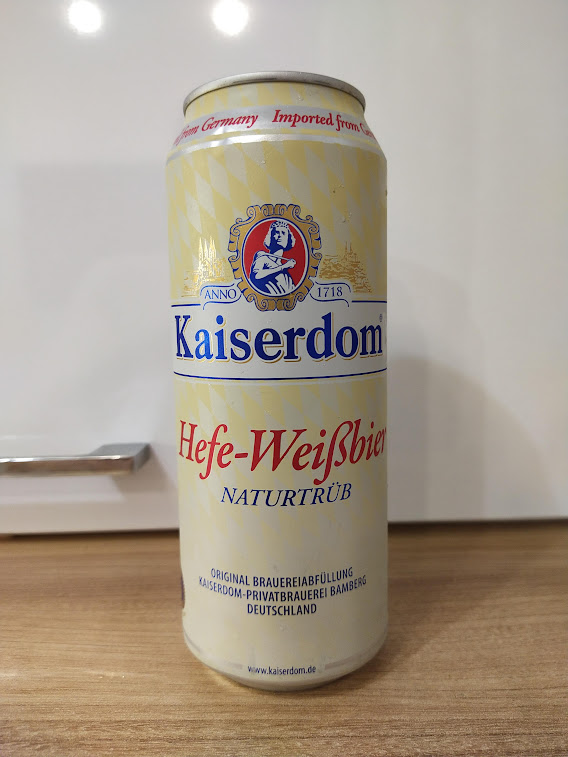 from Germany Imported from
ANNO 1718
Kaiserdom®
Hefe-Weißbier
NATURTRÜB
ORIGINAL BRAUEREIABFÜLLUNG
KAISERDOM-PRIVATBRAUEREI BAMBERG
DEUTSCHLAND
www.kaiserdom.de